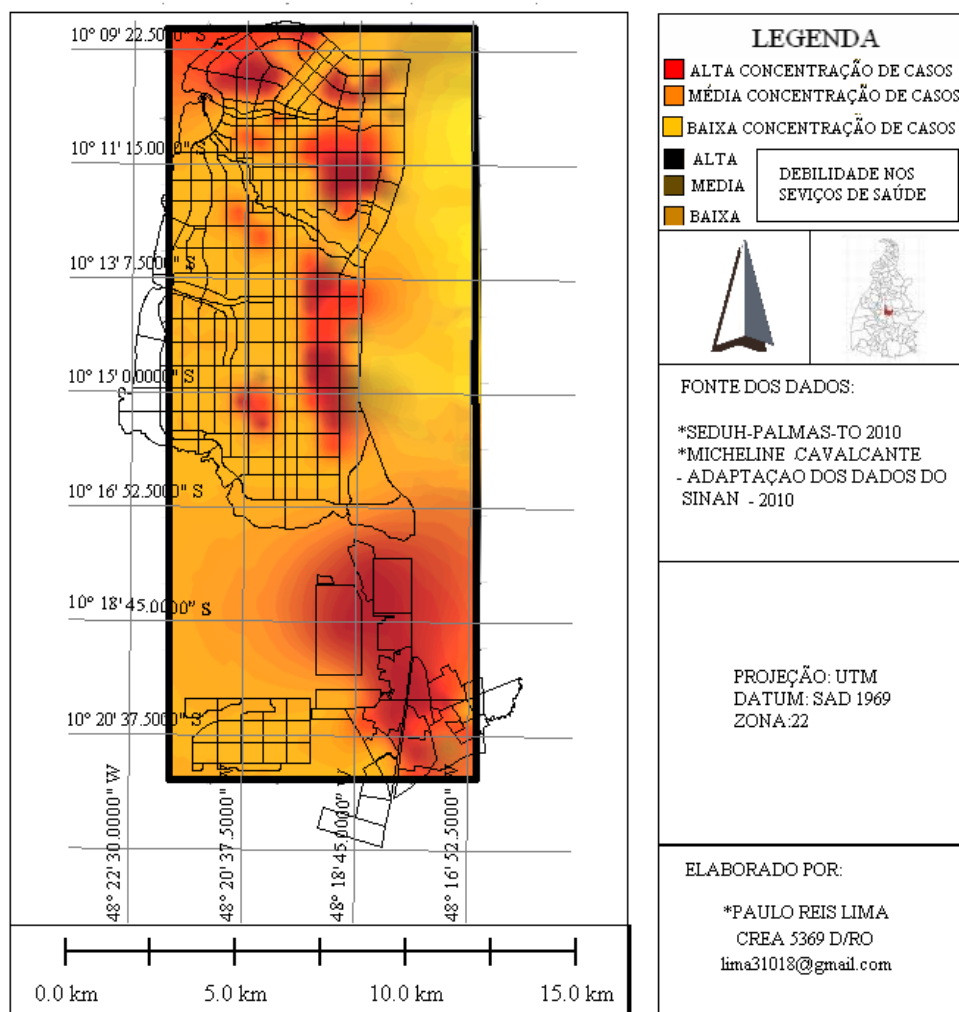 10° 09' 22.5000" S
10° 11' 15.0000" S
10° 13' 7.5000" S
10° 15' 0.0000" S
10° 16' 52.5000" S
10° 18' 45.0000" S
10° 20' 37.5000" S
48° 22' 30.0000" W
48° 20' 37.5000" W
48° 18' 45.0000" W
48° 16' 52.5000" W
0.0 km
5.0 km
10.0 km
15.0 km
LEGENDA
ALTA CONCENTRAÇÃO DE CASOS
MÉDIA CONCENTRAÇÃO DE CASOS
BAIXA CONCENTRAÇÃO DE CASOS
ALTA
MEDIA
BAIXA
DEBILIDADE NOS
SEVIÇOS DE SAÚDE
FONTE DOS DADOS:
*SEDUH-PALMAS-TO 2010
*MICHELINE .CAVALCANTE
- ADAPTAÇAO DOS DADOS DO
SINAN - 2010
PROJEÇÃO: UTM
DATUM: SAD 1969
ZONA:22
ELABORADO POR:
*PAULO REIS LIMA
CREA 5369 D/RO
lima31018@gmail.com